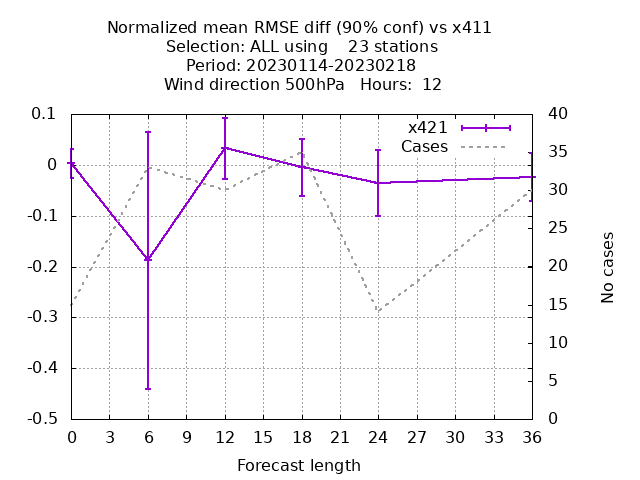 Normalized mean RMSE diff (90% conf) vs x411
Selection: ALL using    23 stations
Period: 20230114-20230218
Wind direction 500hPa   Hours:  12
0.1
0
-0.1
-0.2
-0.3
-0.4
-0.5
x421
Cases
40
35
30
25
20
15
10
5
0
No cases
0 3 6 9 12 15 18 21 24 27 30 33 36
Forecast length